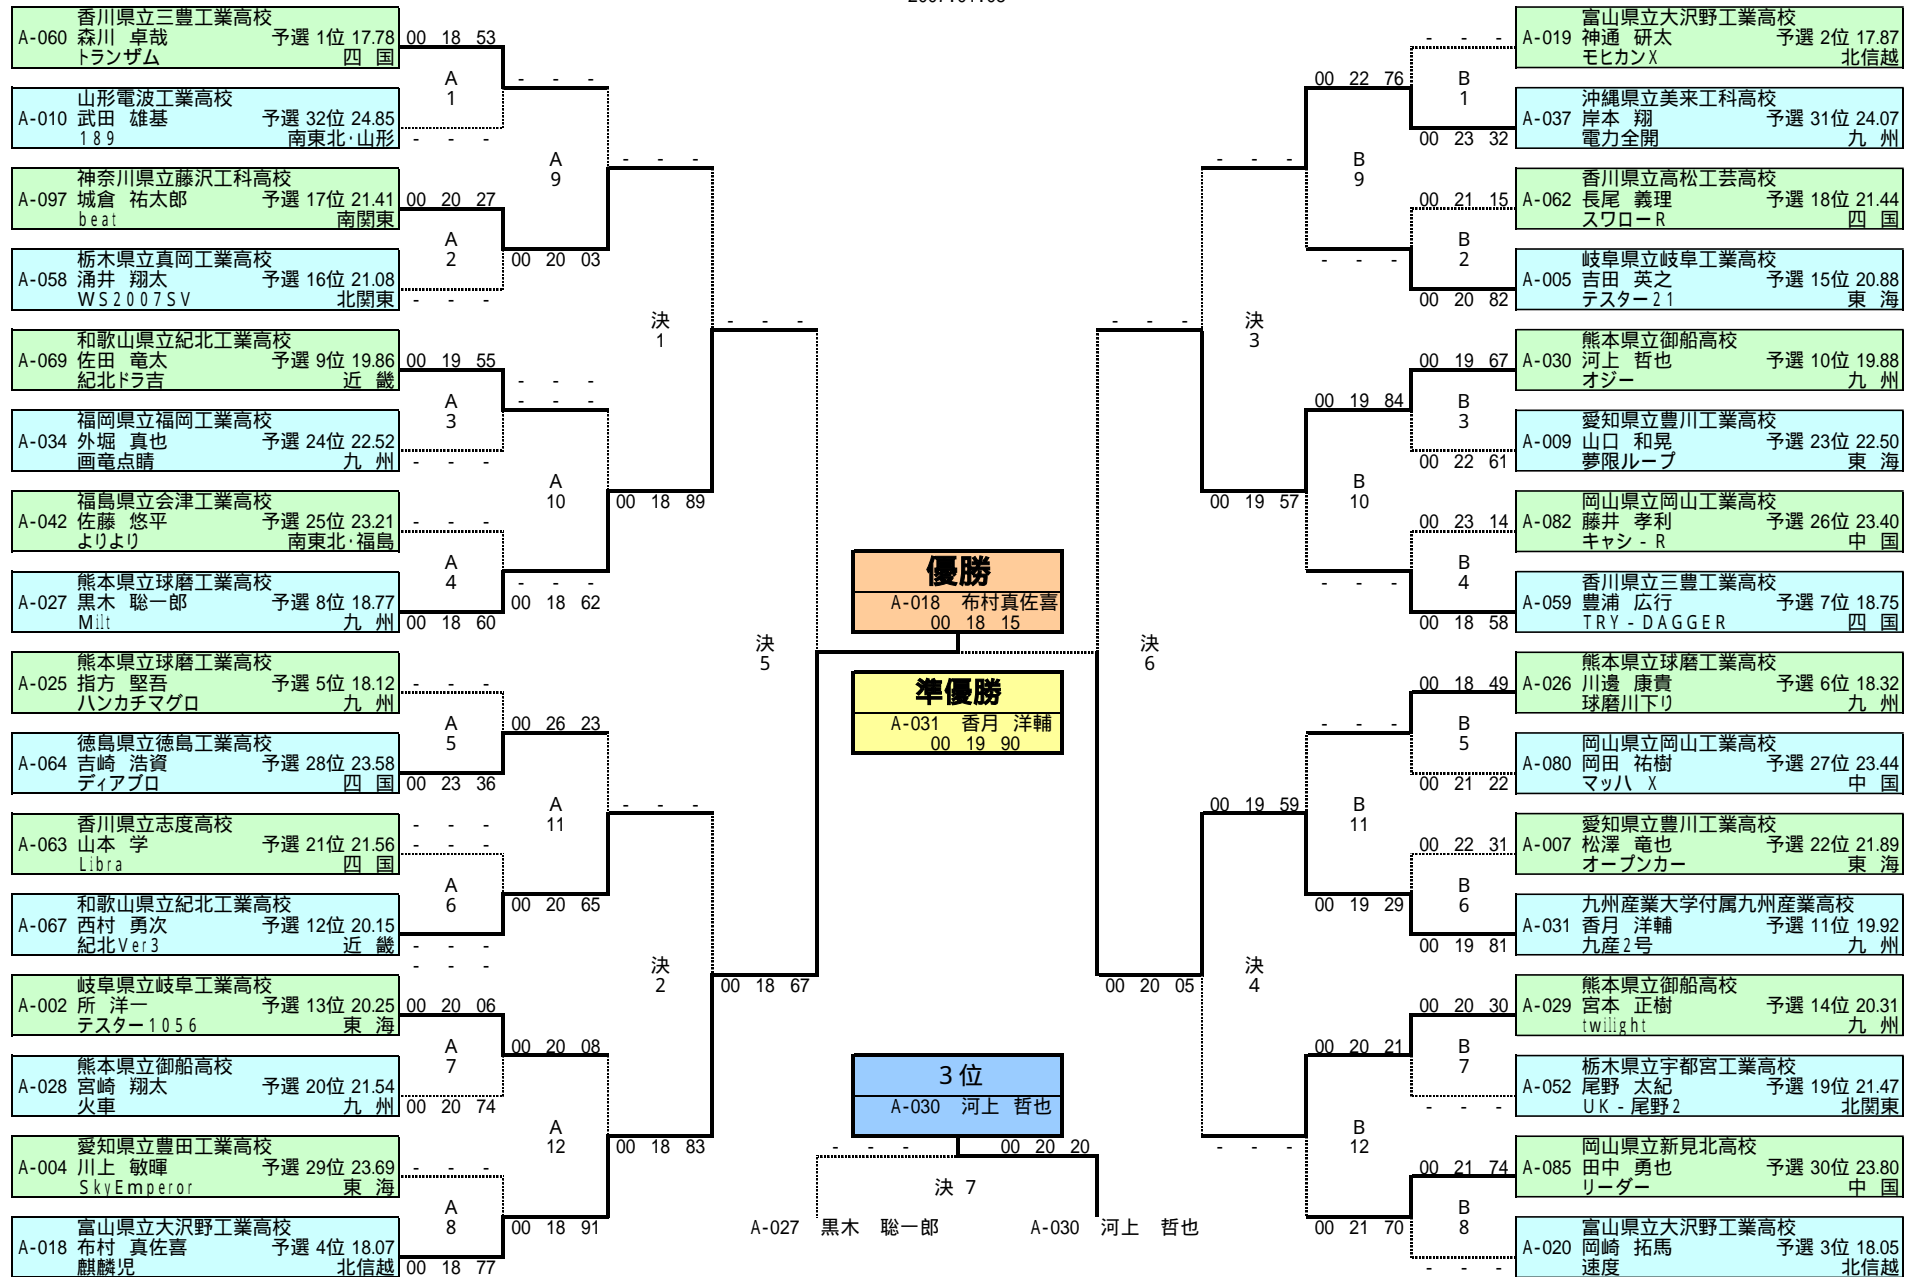 香川県立三豊工業高校
A-060 森川 卓哉 予選 1位 17.78 00 18 53
トランザム 四 国
A 1
- - -
山形電波工業高校
A-010 武田 雄基 予選 32位 24.85
189 南東北・山形 - - -
A 9
- - -
神奈川県立藤沢工科高校
A-097 城倉 祐太郎 予選 17位 21.41 00 20 27
beat 南関東
A 2
00 20 03
栃木県立真岡工業高校
A-058 涌井 翔太 予選 16位 21.08
WS2007SV 北関東 - - -
決 1
- - -
和歌山県立紀北工業高校
A-069 佐田 竜太 予選 9位 19.86 00 19 55
紀北ドラ吉 近 畿
A 3
- - -
- - -
福岡県立福岡工業高校
A-034 外堀 真也 予選 24位 22.52
画竜点睛 九 州 - - -
A 10
00 18 89
福島県立会津工業高校
A-042 佐藤 悠平 予選 25位 23.21 - - -
よりより 南東北・福島
A 4
- - -
00 18 62
熊本県立球磨工業高校
A-027 黒木 聡一郎 予選 8位 18.77
Milt 九 州 00 18 60
決 5
熊本県立球磨工業高校
A-025 指方 堅吾 予選 5位 18.12 - - -
ハンカチマグロ 九 州
A 5
00 26 23
徳島県立徳島工業高校
A-064 吉崎 浩資 予選 28位 23.58
ディアブロ 四 国 00 23 36
A 11
- - -
香川県立志度高校 - - -
A-063 山本 学 予選 21位 21.56 - - -
Libra 四 国
A 6
00 20 65
和歌山県立紀北工業高校
A-067 西村 勇次 予選 12位 20.15
紀北Ver3 近 畿 - - -
- - -
決 2
00 18 67
岐阜県立岐阜工業高校
A-002 所 洋一 予選 13位 20.25 00 20 06
テスター1056 東 海
A 7
00 20 08
熊本県立御船高校
A-028 宮崎 翔太 予選 20位 21.54
火車 九 州 00 20 74
A 12
00 18 83
愛知県立豊田工業高校
A-004 川上 敏暉 予選 29位 23.69 - - -
SkyEmperor 東 海
A 8
00 18 91
富山県立大沢野工業高校
A-018 布村 真佐喜 予選 4位 18.07
麒麟児 北信越 00 18 77
優勝
A-018 布村真佐喜
00 18 15
準優勝
A-031 香月 洋輔
00 19 90
3位
A-030 河上 哲也
- - - 00 20 20
決 7
A-027 黒木 聡一郎 A-030 河上 哲也
富山県立大沢野工業高校
- - - A-019 神通 研太 予選 2位 17.87
モヒカンX 北信越
00 22 76
B 1
沖縄県立美来工科高校
A-037 岸本 翔 予選 31位 24.07
00 23 32 電力全開 九 州
- - -
B 9
香川県立高松工芸高校
00 21 15 A-062 長尾 義理 予選 18位 21.44
スワローR 四 国
B 2
- - -
岐阜県立岐阜工業高校
A-005 吉田 英之 予選 15位 20.88
00 20 82 テスター21 東 海
- - -
決 3
熊本県立御船高校
00 19 67 A-030 河上 哲也 予選 10位 19.88
オジー 九 州
00 19 84
B 3
愛知県立豊川工業高校
A-009 山口 和晃 予選 23位 22.50
00 22 61 夢限ループ 東 海
00 19 57
B 10
岡山県立岡山工業高校
00 23 14 A-082 藤井 孝利 予選 26位 23.40
キャシ-R 中 国
B 4
- - -
香川県立三豊工業高校
A-059 豊浦 広行 予選 7位 18.75
00 18 58 TRY-DAGGER 四 国
決 6
熊本県立球磨工業高校
00 18 49 A-026 川邊 康貴 予選 6位 18.32
球磨川下り 九 州
- - -
B 5
岡山県立岡山工業高校
A-080 岡田 祐樹 予選 27位 23.44
00 21 22 マッハ X 中 国
00 19 59
B 11
愛知県立豊川工業高校
00 22 31 A-007 松澤 竜也 予選 22位 21.89
オープンカー 東 海
B 6
00 19 29
九州産業大学付属九州産業高校
A-031 香月 洋輔 予選 11位 19.92
00 19 81 九産2号 九 州
00 20 05
決 4
熊本県立御船高校
00 20 30 A-029 宮本 正樹 予選 14位 20.31
twilight 九 州
00 20 21
B 7
栃木県立宇都宮工業高校
A-052 尾野 太紀 予選 19位 21.47
- - - UK-尾野2 北関東
- - -
B 12
岡山県立新見北高校
00 21 74 A-085 田中 勇也 予選 30位 23.80
リーダー 中 国
B 8
00 21 70
富山県立大沢野工業高校
A-020 岡崎 拓馬 予選 3位 18.05
- - - 速度 北信越